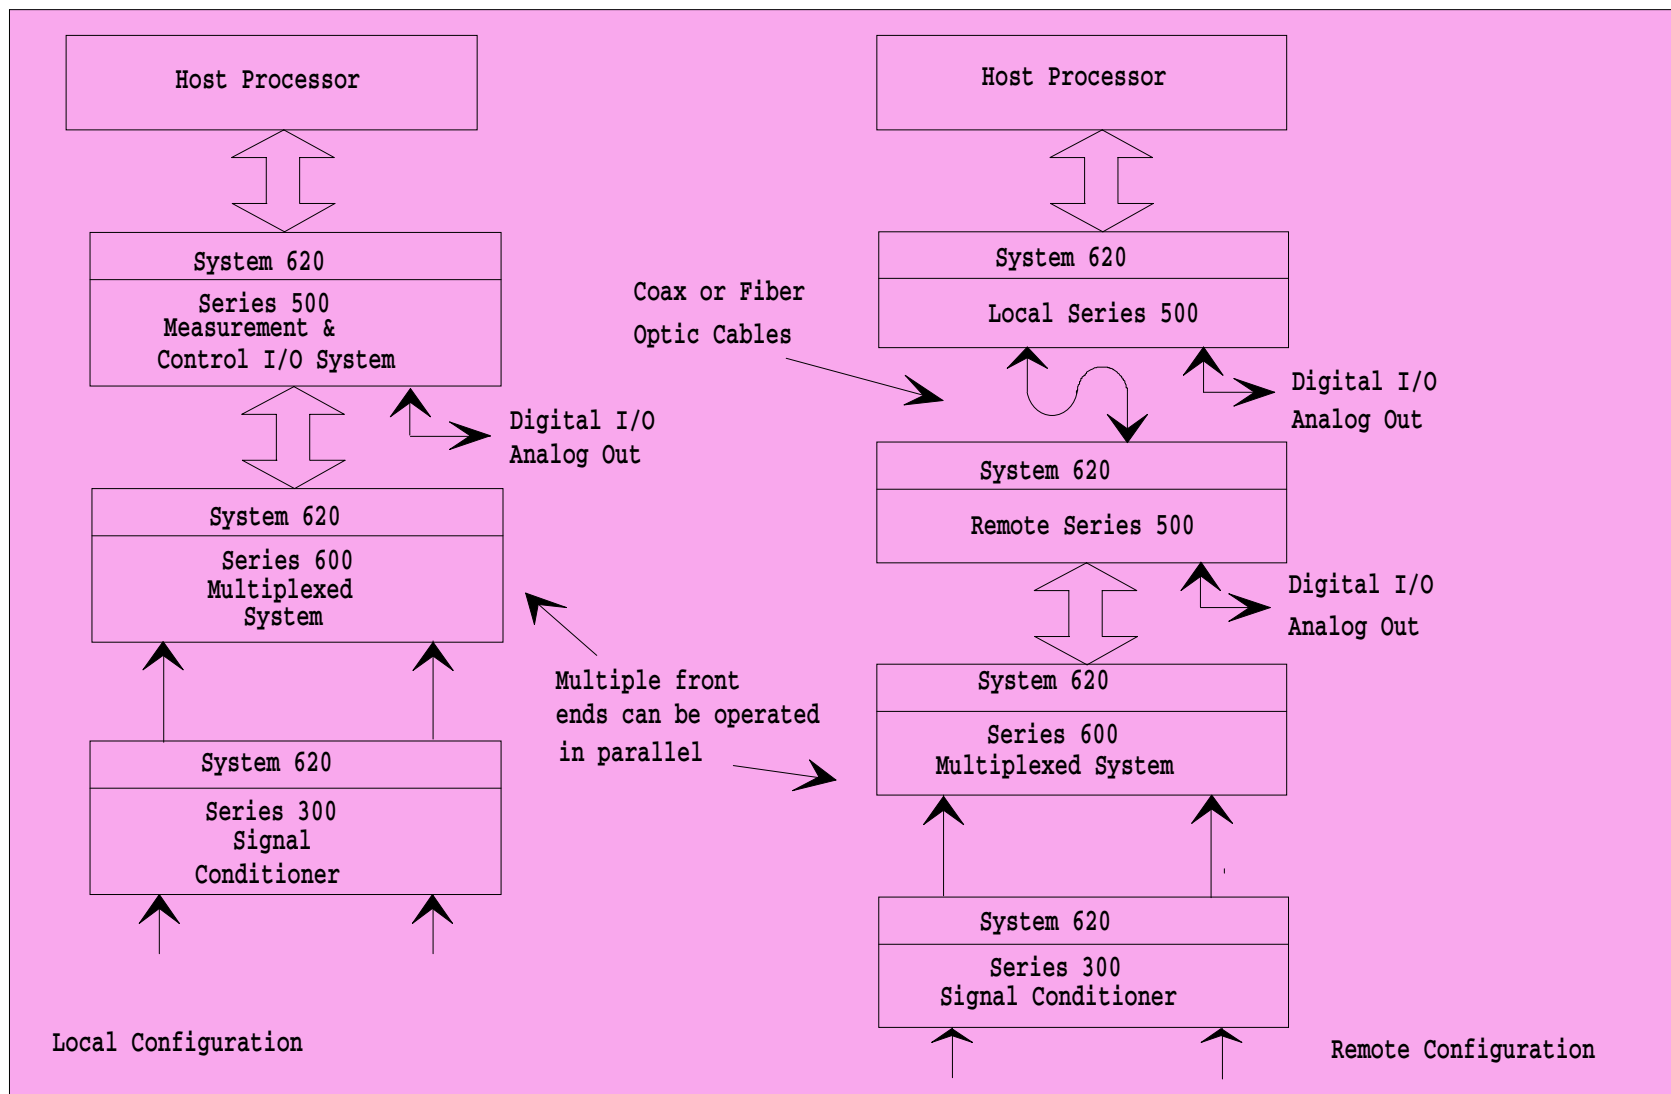 Host Processor
System 620
Series 500
Measurement &
Control I/O System
Digital I/O
Analog Out
System 620
Series 600
Multiplexed
System
System 620
Series 300
Signal
Conditioner
Local Configuration
Coax or Fiber
Optic Cables
Multiple front
ends can be operated
in parallel
Host Processor
System 620
Local Series 500
Digital I/O
Analog Out
System 620
Remote Series 500
Digital I/O
Analog Out
System 620
Series 600
Multiplexed System
System 620
Series 300
Signal Conditioner
Remote Configuration